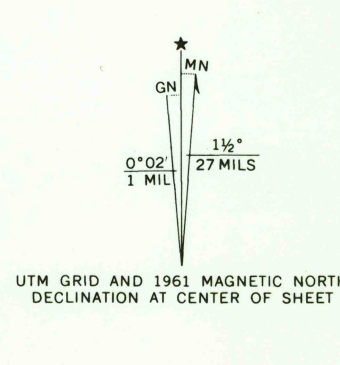 MN
GN
1½°
27 MILS
0°02'
1 MIL
UTM GRID AND 1961 MAGNETIC NORTH
DECLINATION AT CENTER OF SHEET